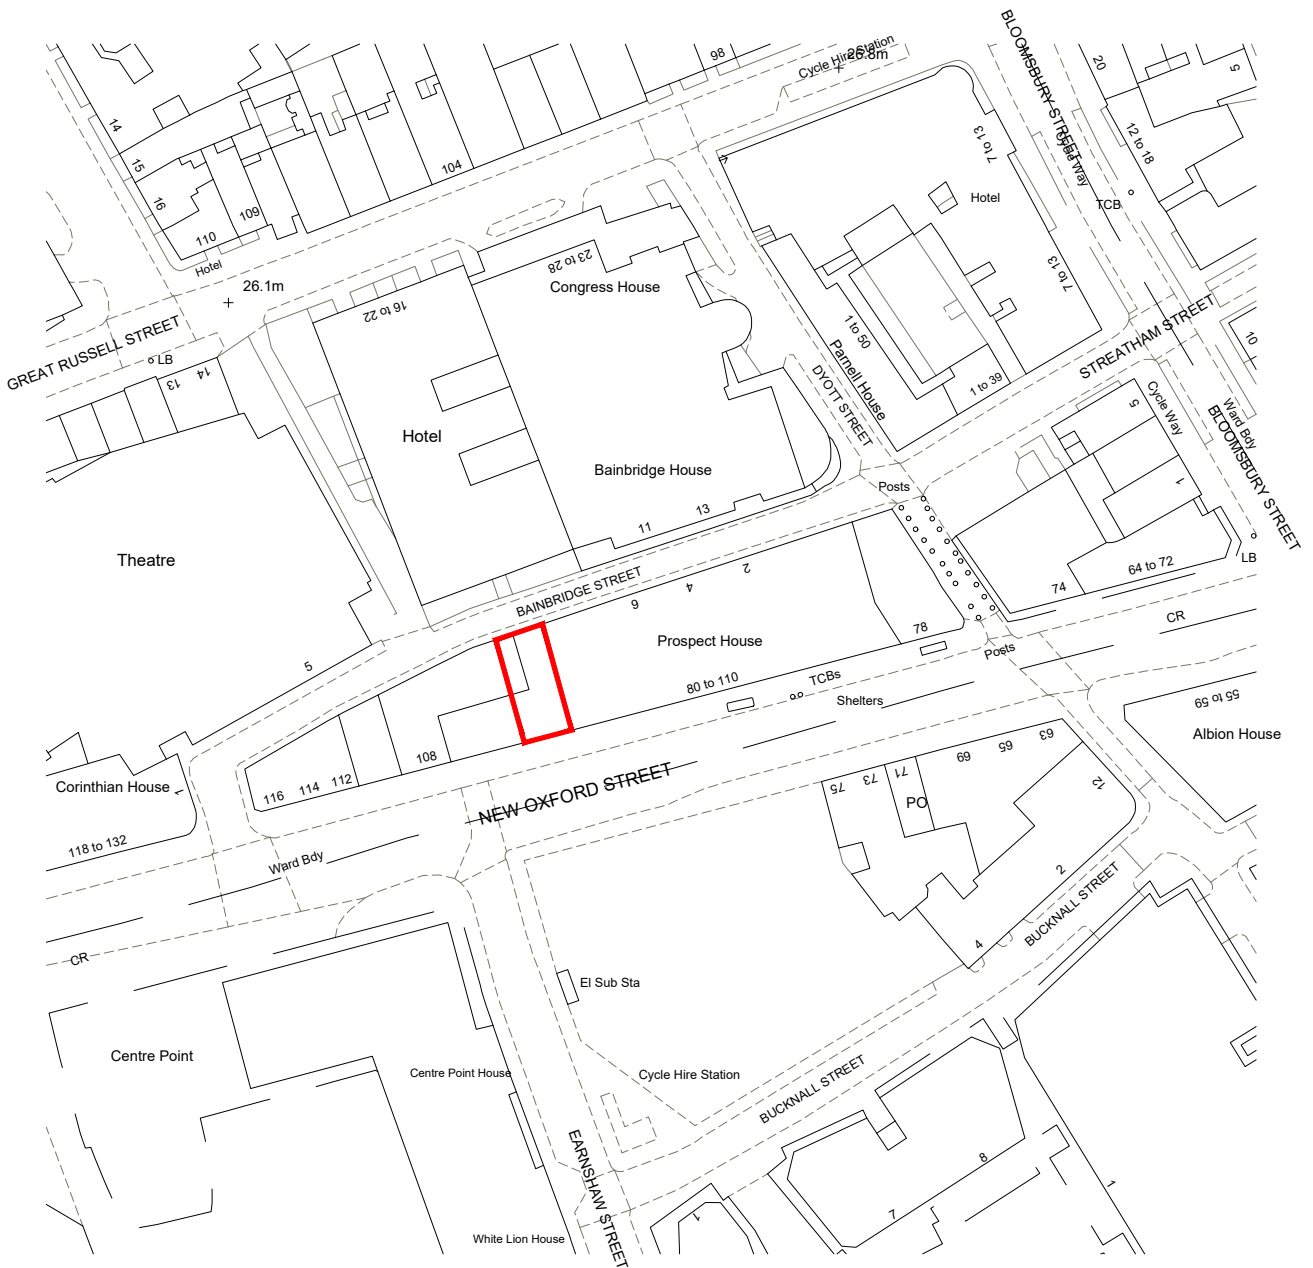 BLOOMSBURY STREET
98
Cycle Hire Station
26.8m
20
5
14
15
16
104
109
110
Hotel
7 to 13
Hotel
Cycle Way
12 to 18
TCB
26.1m
23 to 28
Congress House
16 to 22
7 to 13
GREAT RUSSELL STREET
LB
13
14
1 to 50
Parnell House
STREATHAM STREET
10
1 to 39
DYOTT STREET
5
Cycle Way
Ward Bdy
BLOOMSBURY STREET
Hotel
Bainbridge House
Posts
1
11
13
Theatre
BAINBRIDGE STREET
2
4
6
LB
64 to 72
74
CR
78
Prospect House
Posts
5
80 to 110
TCBs
Shelters
55 to 59
Albion House
Corinthian House
1
108
112
114
116
NEW OXFORD STREET
63
65
69
71
73
75
PO
12
118 to 132
Ward Bdy
2
BUCKNALL STREET
4
CR
El Sub Sta
Centre Point
Centre Point House
Cycle Hire Station
BUCKNALL STREET
EARNSHAW STREET
8
7
1
1
White Lion House